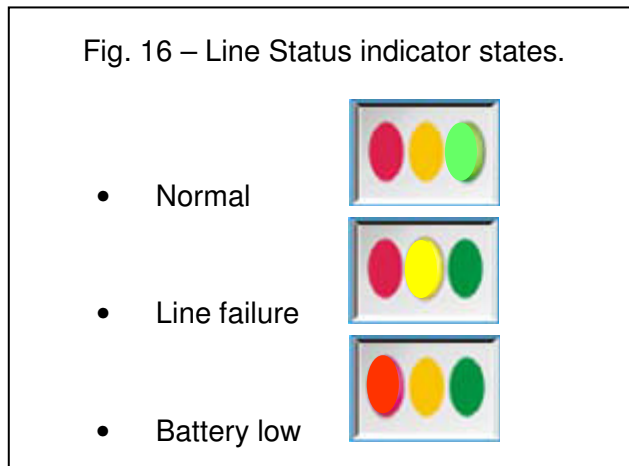 Fig. 16 – Line Status indicator states.
• Normal
• Line failure
• Battery low